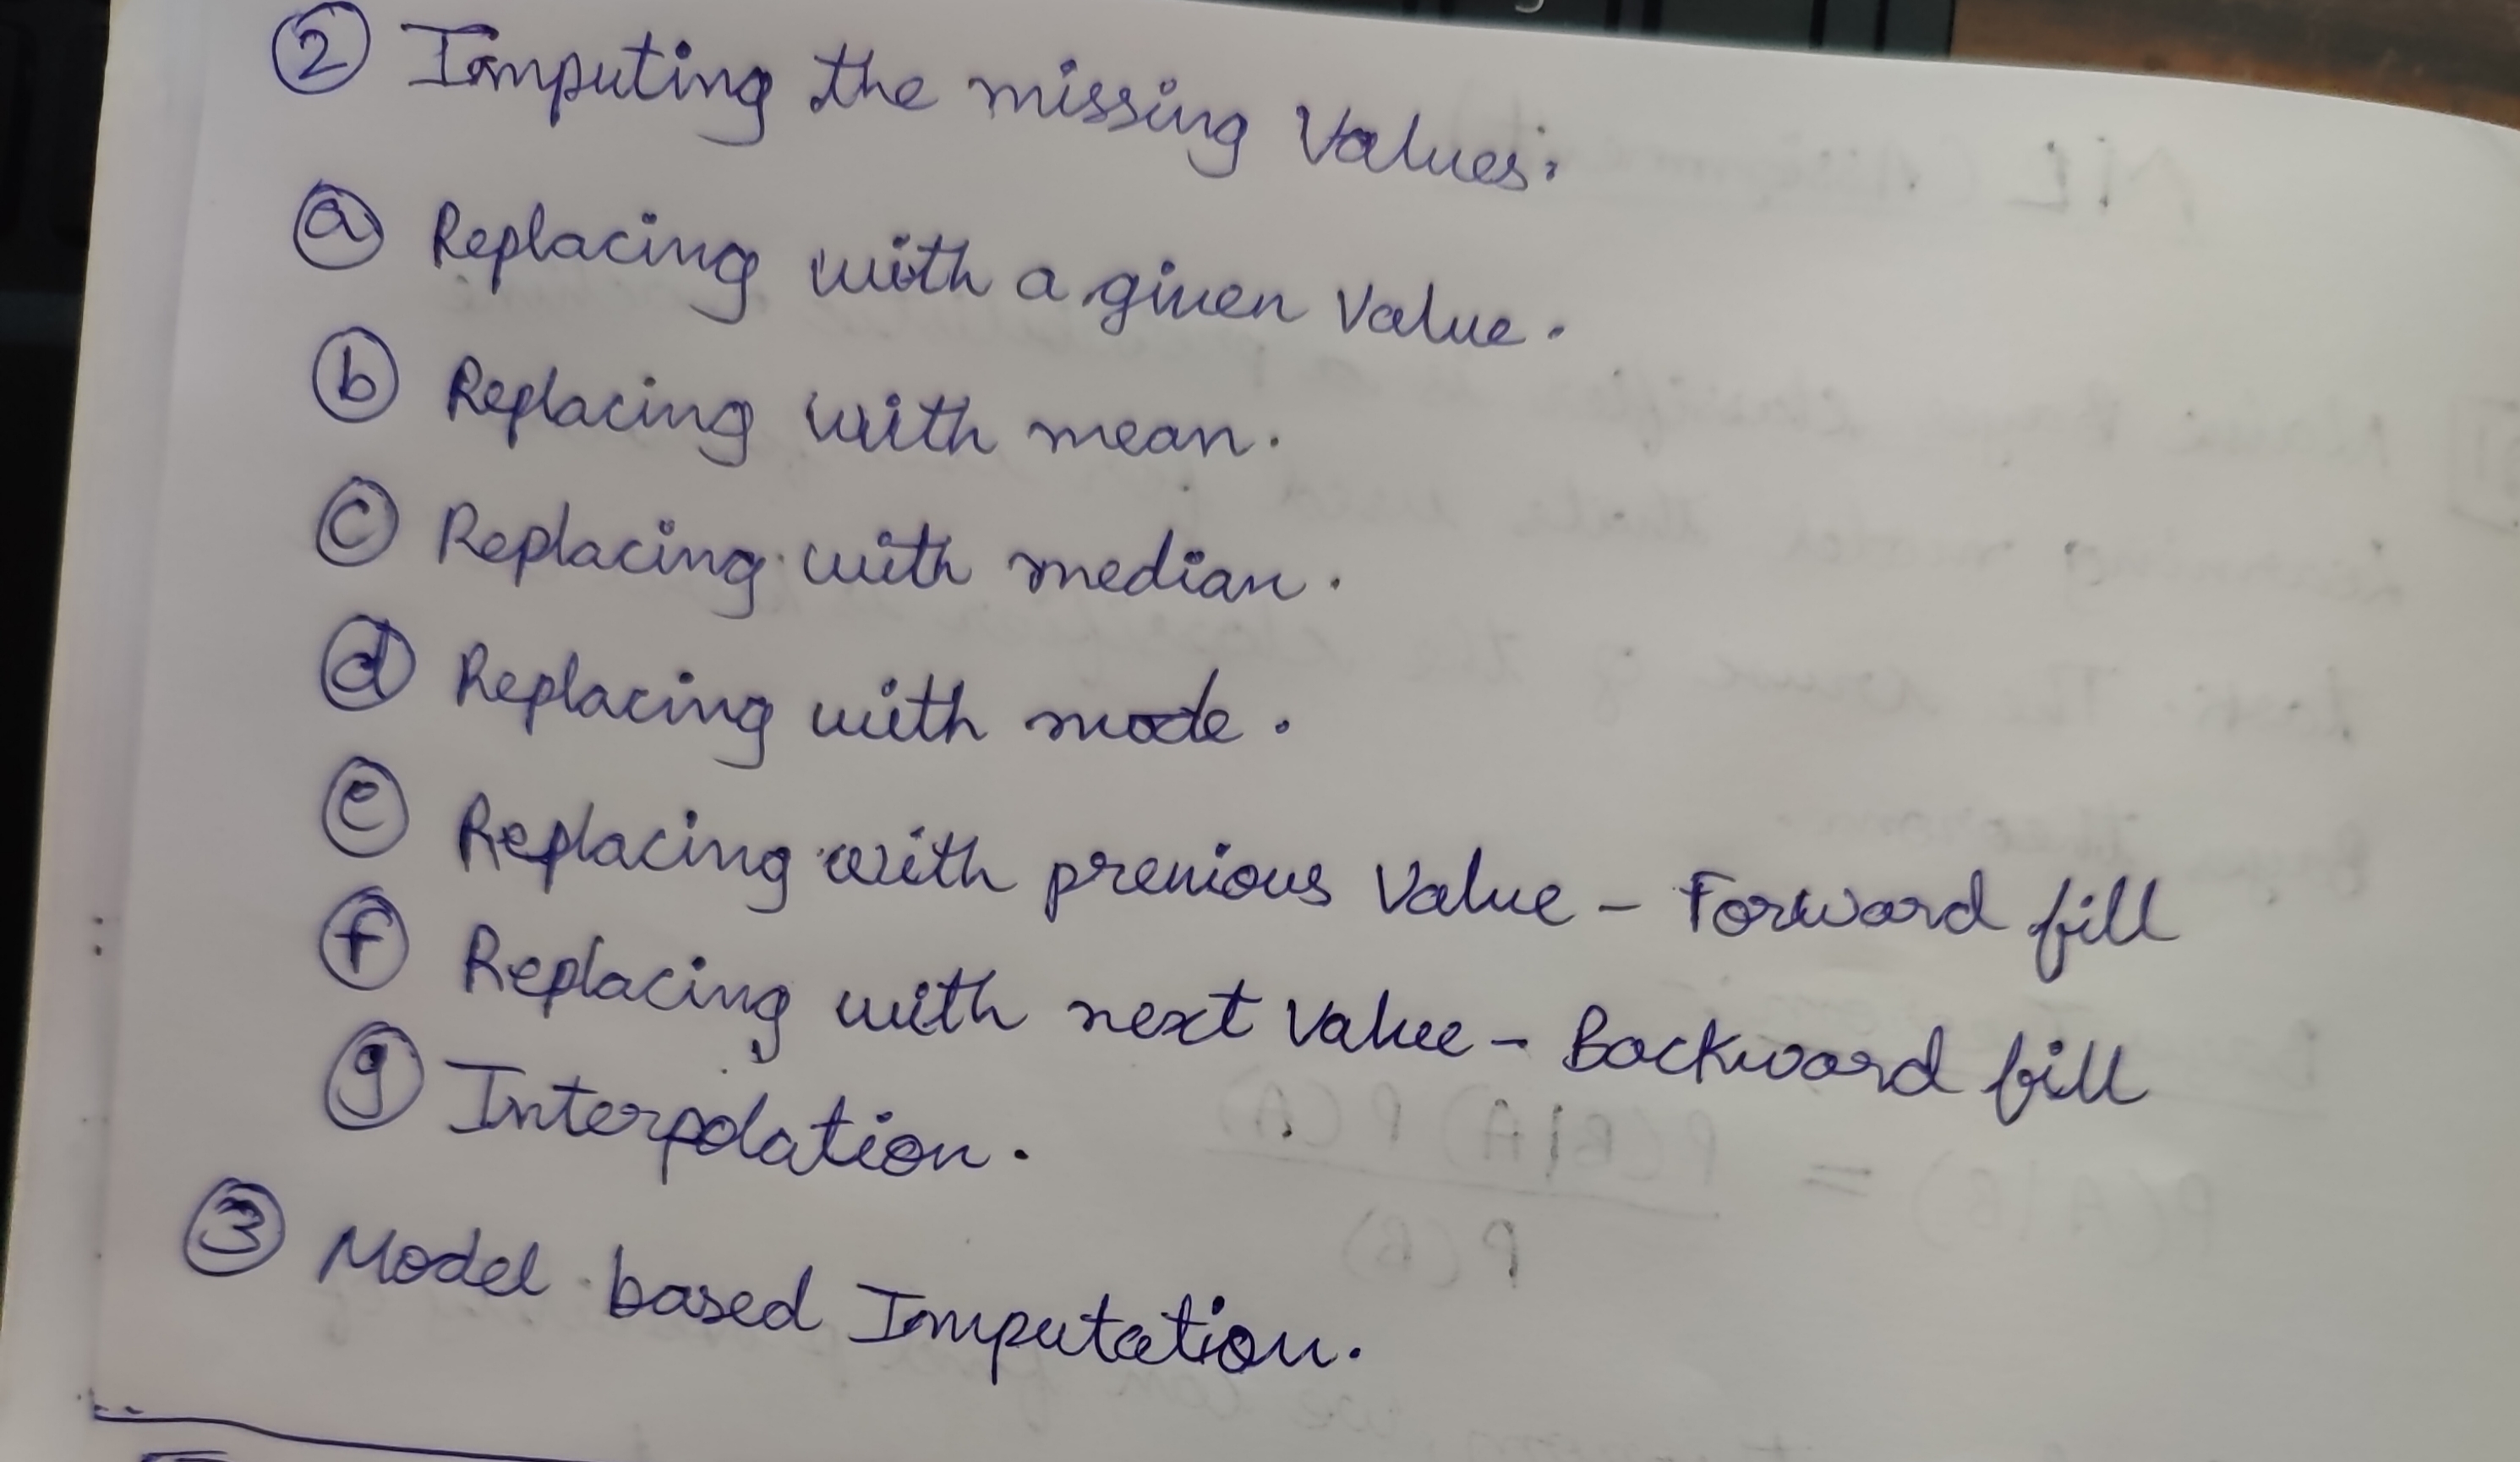 ② Imputing the missing Values.
ⓐ Replacing with a given Value.
ⓑ Replacing with mean.
ⓒ Replacing with median.
ⓓ Replacing with mode.
ⓔ Replacing with previous Value - Forward fill
ⓕ Replacing with next Value - Backward fill
ⓖ Interpolation.
③ Model based Imputation.
P(A|B) = P(B|A) P(A)
P(B)